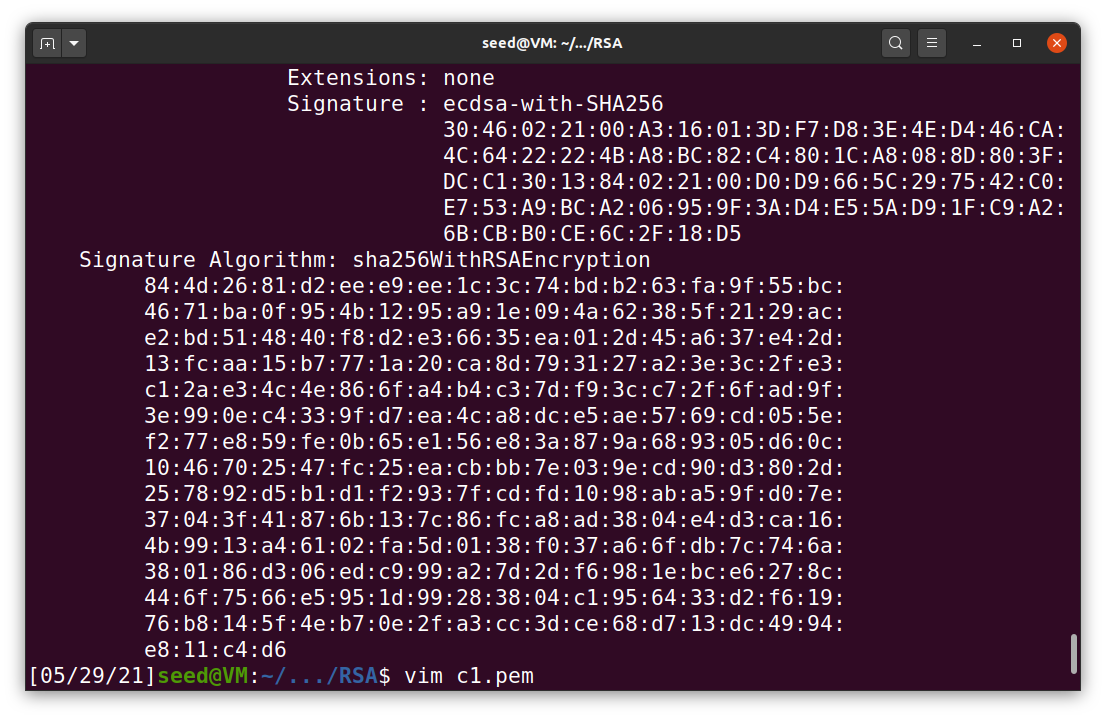 seed@VM: ~/.../RSA
Extensions: none
Signature : ecdsa-with-SHA256
30:46:02:21:00:A3:16:01:3D:F7:D8:3E:4E:D4:46:CA:
4C:64:22:22:4B:A8:BC:82:C4:80:1C:A8:08:8D:80:3F:
DC:C1:30:13:84:02:21:00:D0:D9:66:5C:29:75:42:C0:
E7:53:A9:BC:A2:06:95:9F:3A:D4:E5:5A:D9:1F:C9:A2:
6B:CB:B0:CE:6C:2F:18:D5
Signature Algorithm: sha256WithRSAEncryption
84:4d:26:81:d2:ee:e9:ee:1c:3c:74:bd:b2:63:fa:9f:55:bc:
46:71:ba:0f:95:4b:12:95:a9:1e:09:4a:62:38:5f:21:29:ac:
e2:bd:51:48:40:f8:d2:e3:66:35:ea:01:2d:45:a6:37:e4:2d:
13:fc:aa:15:b7:77:1a:20:ca:8d:79:31:27:a2:3e:3c:2f:e3:
c1:2a:e3:4c:4e:86:6f:a4:b4:c3:7d:f9:3c:c7:2f:6f:ad:9f:
3e:99:0e:c4:33:9f:d7:ea:4c:a8:dc:e5:ae:57:69:cd:05:5e:
f2:77:e8:59:fe:0b:65:e1:56:e8:3a:87:9a:68:93:05:d6:0c:
10:46:70:25:47:fc:25:ea:cb:bb:7e:03:9e:cd:90:d3:80:2d:
25:78:92:d5:b1:d1:f2:93:7f:cd:fd:10:98:ab:a5:9f:d0:7e:
37:04:3f:41:87:6b:13:7c:86:fc:a8:ad:38:04:e4:d3:ca:16:
4b:99:13:a4:61:02:fa:5d:01:38:f0:37:a6:6f:db:7c:74:6a:
38:01:86:d3:06:ed:c9:99:a2:7d:2d:f6:98:1e:bc:e6:27:8c:
44:6f:75:66:e5:95:1d:99:28:38:04:c1:95:64:33:d2:f6:19:
76:b8:14:5f:4e:b7:0e:2f:a3:cc:3d:ce:68:d7:13:dc:49:94:
e8:11:c4:d6
[05/29/21]seed@VM:~/.../RSA$ vim c1.pem